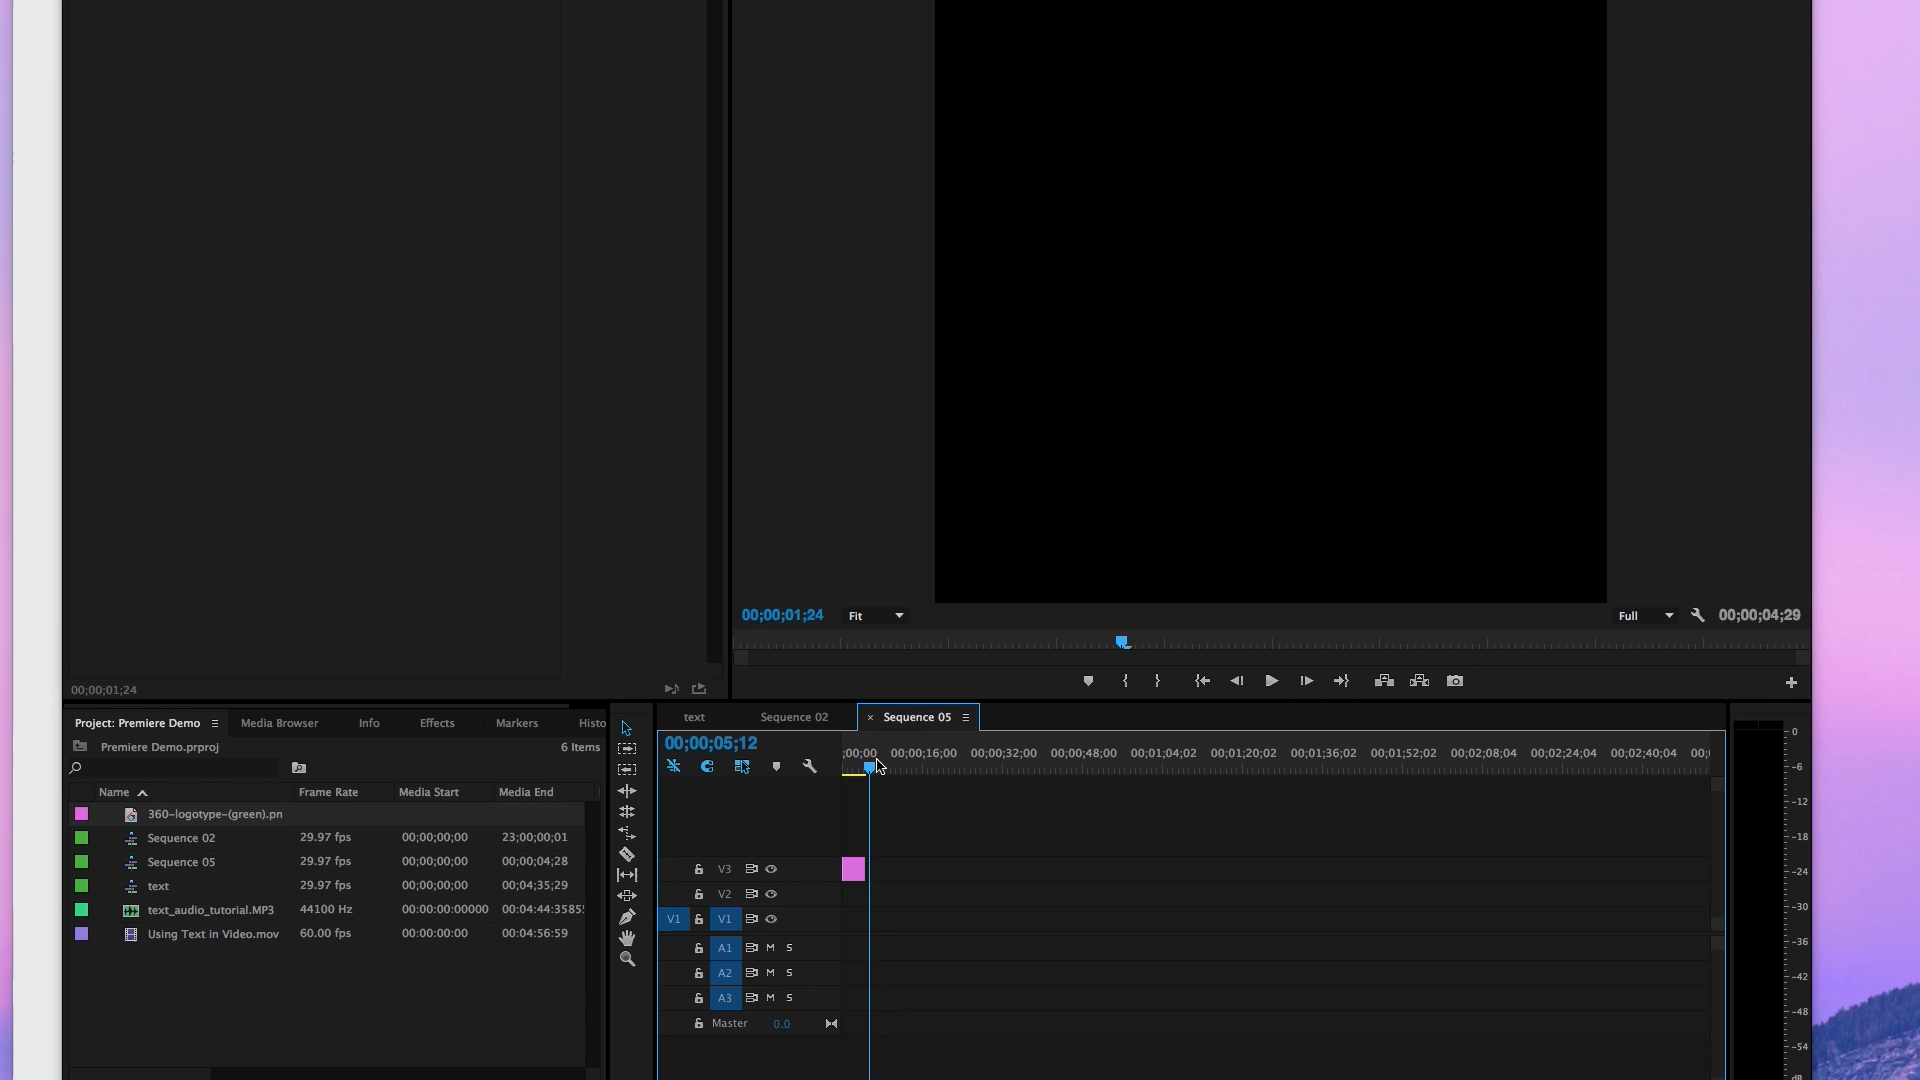 00;00;01;24
Fit
Full
00;00;04;29
00;00;01;24
Project: Premiere Demo
Media Browser
Info
Effects
Markers
Histo
Premiere Demo.prproj
6 Items
Name
Frame Rate
Media Start
Media End
360-logotype-(green).pn
Sequence 02 29.97 fps 00;00;00;00 23;00;00;01
Sequence 05 29.97 fps 00;00;00;00 00;00;04;28
text 29.97 fps 00;00;00;00 00;04;35;29
text_audio_tutorial.MP3 44100 Hz 00:00:00:00000 00:04:44:3585
Using Text in Video.mov 60.00 fps 00:00:00:00 00:04:56:59
text
Sequence 02
× Sequence 05
00;00;05;12
;00;00 00;00;16;00 00;00;32;00 00;00;48;00 00;01;04;02 00;01;20;02 00;01;36;02 00;01;52;02 00;02;08;04 00;02;24;04 00;02;40;04 00;
V3
V2
V1 V1
A1 M S
A2 M S
A3 M S
Master 0.0
0
-6
-12
-18
-24
-30
-36
-42
-48
-54
dB